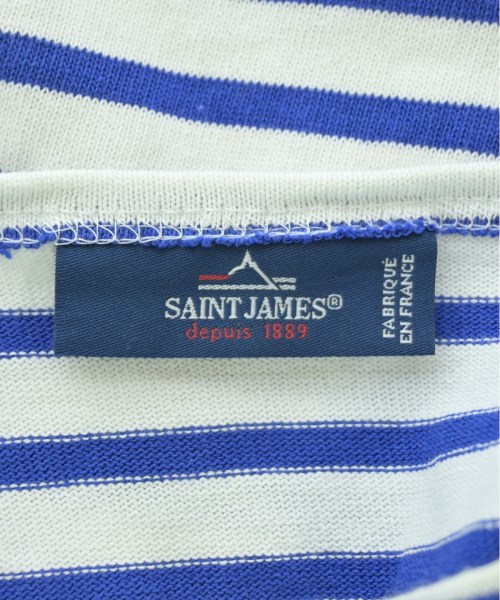 SAINT JAMES®
depuis 1889
FABRIQUÉ
EN FRANCE